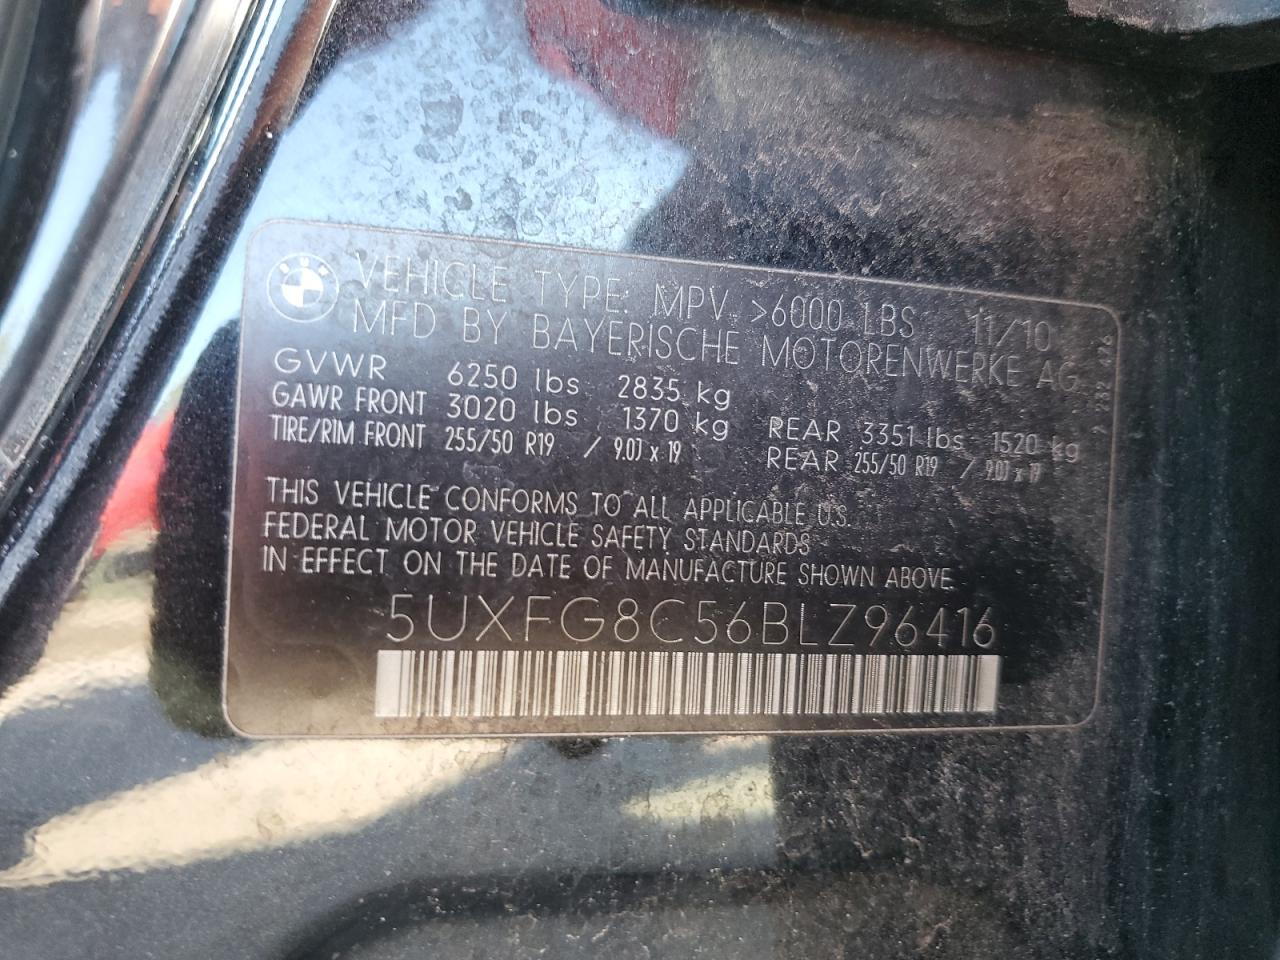 BMW
VEHICLE TYPE: MPV >6000 LBS 11/10
MFD BY BAYERISCHE MOTORENWERKE AG
GVWR 6250 lbs 2835 kg
GAWR FRONT 3020 lbs 1370 kg REAR 3351 lbs 1520 kg
TIRE/RIM FRONT 255/50 R19 / 9.0J x 19 REAR 255/50 R19 / 9.0J x 19
THIS VEHICLE CONFORMS TO ALL APPLICABLE U.S.
FEDERAL MOTOR VEHICLE SAFETY STANDARDS
IN EFFECT ON THE DATE OF MANUFACTURE SHOWN ABOVE
5UXFG8C56BLZ96416